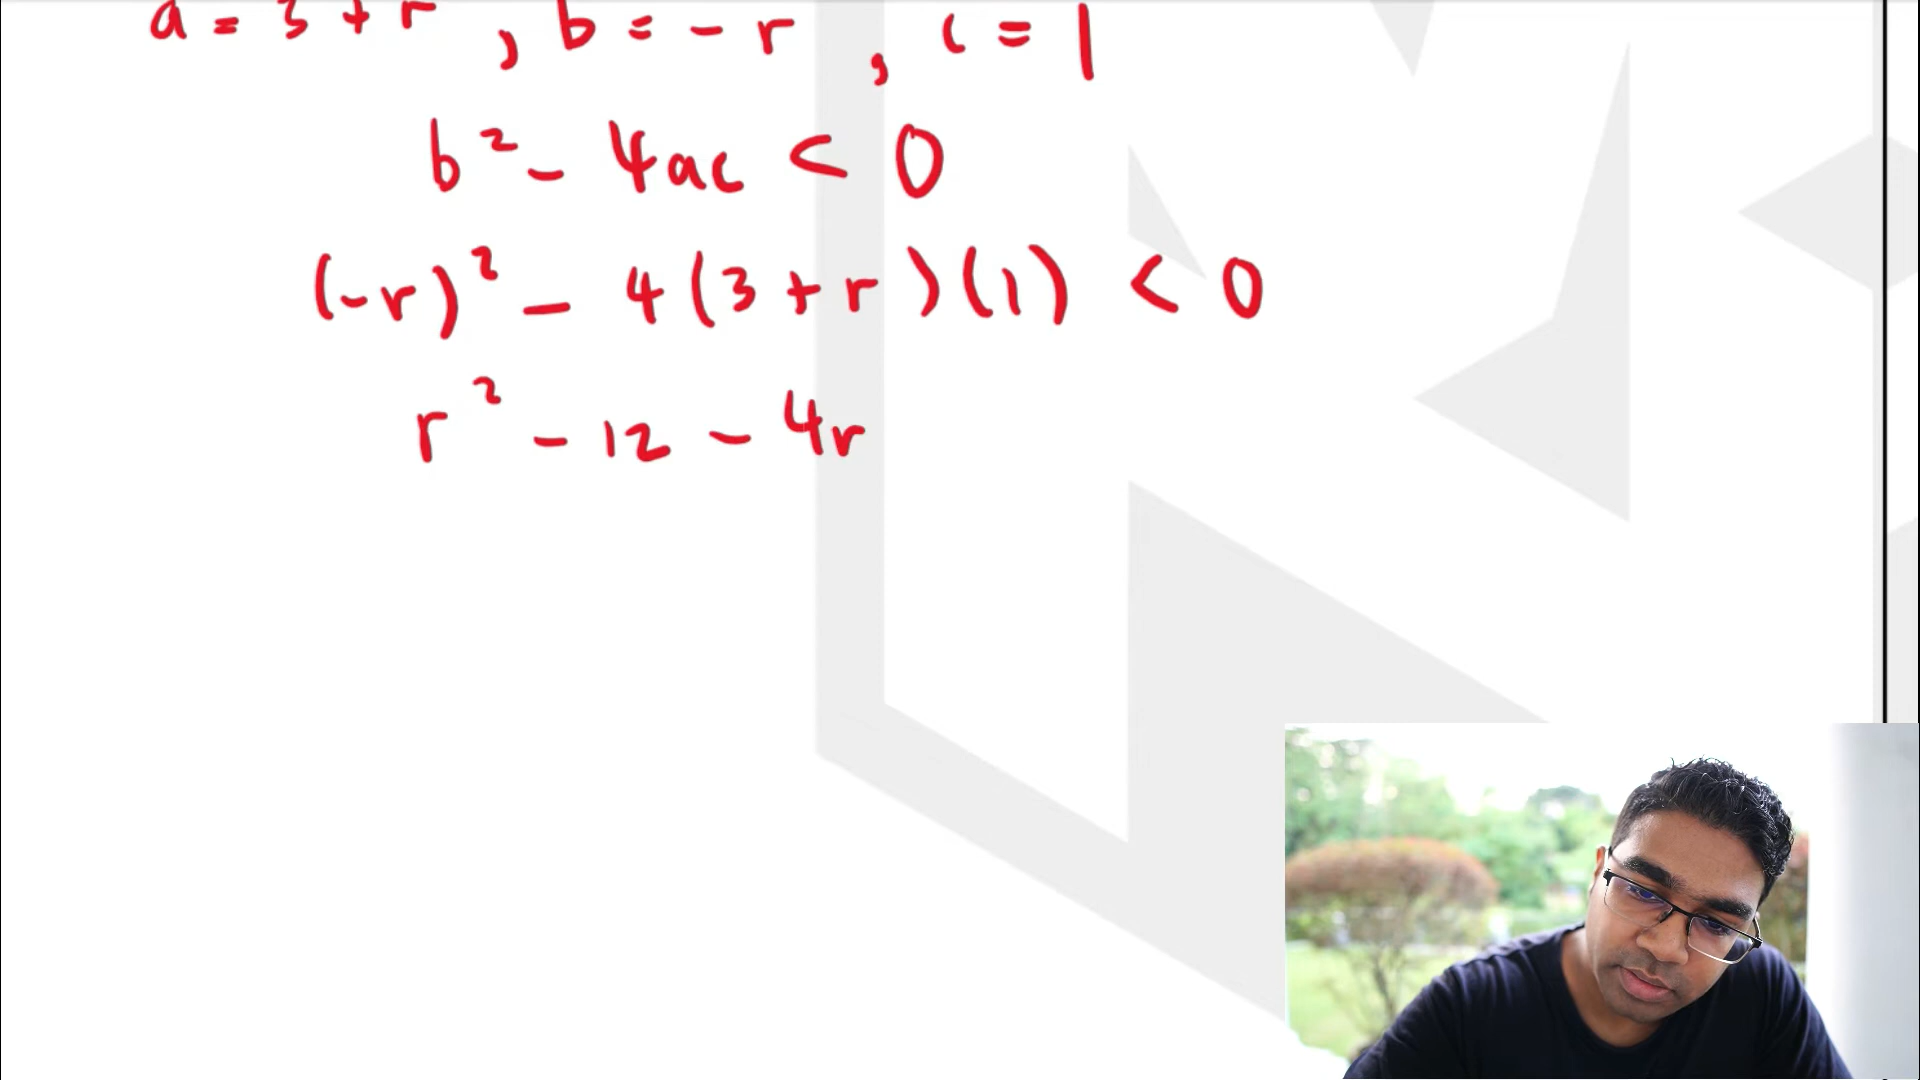 a = 3 + r , b = - r , c = 1
b² - 4ac < 0
(-r)² - 4(3 + r)(1) < 0
r² - 12 - 4r